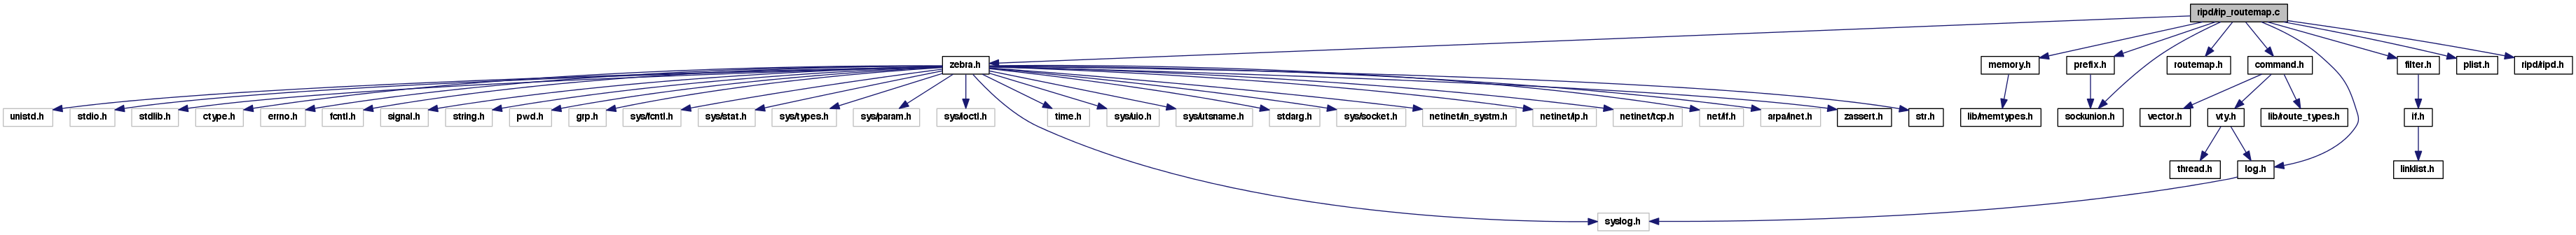 ripd/rip_routemap.c
zebra.h
memory.h
prefix.h
routemap.h
command.h
filter.h
plist.h
ripd/ripd.h
unistd.h
stdio.h
stdlib.h
ctype.h
errno.h
fcntl.h
signal.h
string.h
pwd.h
grp.h
sys/fcntl.h
sys/stat.h
sys/types.h
sys/param.h
sys/ioctl.h
time.h
sys/uio.h
sys/utsname.h
stdarg.h
sys/socket.h
netinet/in_systm.h
netinet/ip.h
netinet/tcp.h
net/if.h
arpa/inet.h
zassert.h
str.h
lib/memtypes.h
sockunion.h
vector.h
vty.h
lib/route_types.h
if.h
thread.h
log.h
linklist.h
syslog.h